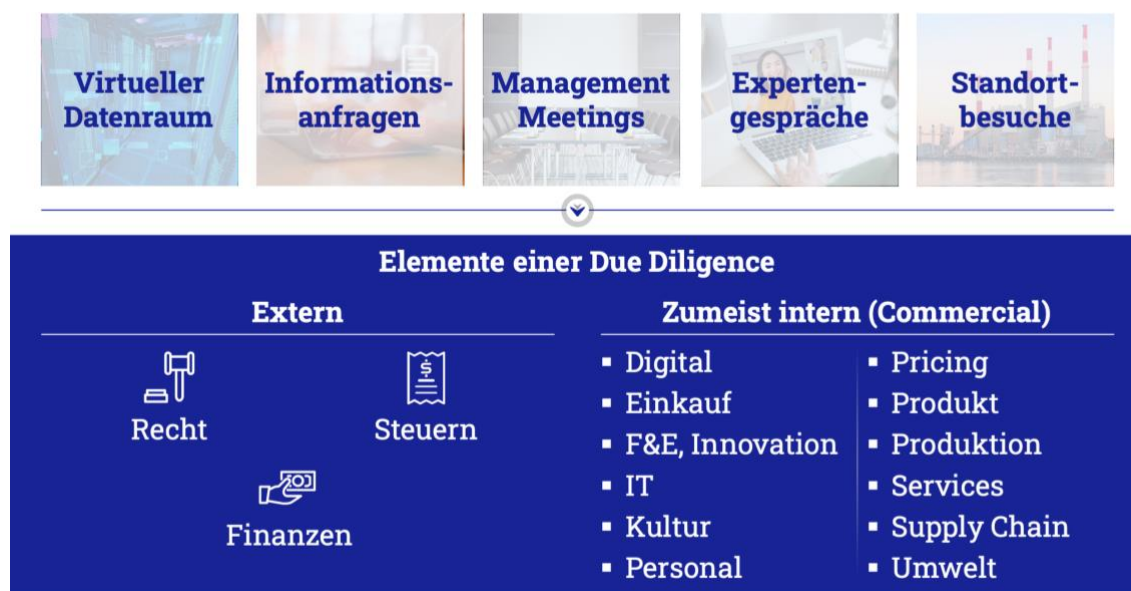 Virtueller
Datenraum
Informations-
anfragen
Management
Meetings
Experten-
gespräche
Standort-
besuche
Elemente einer Due Diligence
Extern
Recht
Steuern
Finanzen
Zumeist intern (Commercial)
▪ Digital
▪ Einkauf
▪ F&E, Innovation
▪ IT
▪ Kultur
▪ Personal
▪ Pricing
▪ Produkt
▪ Produktion
▪ Services
▪ Supply Chain
▪ Umwelt